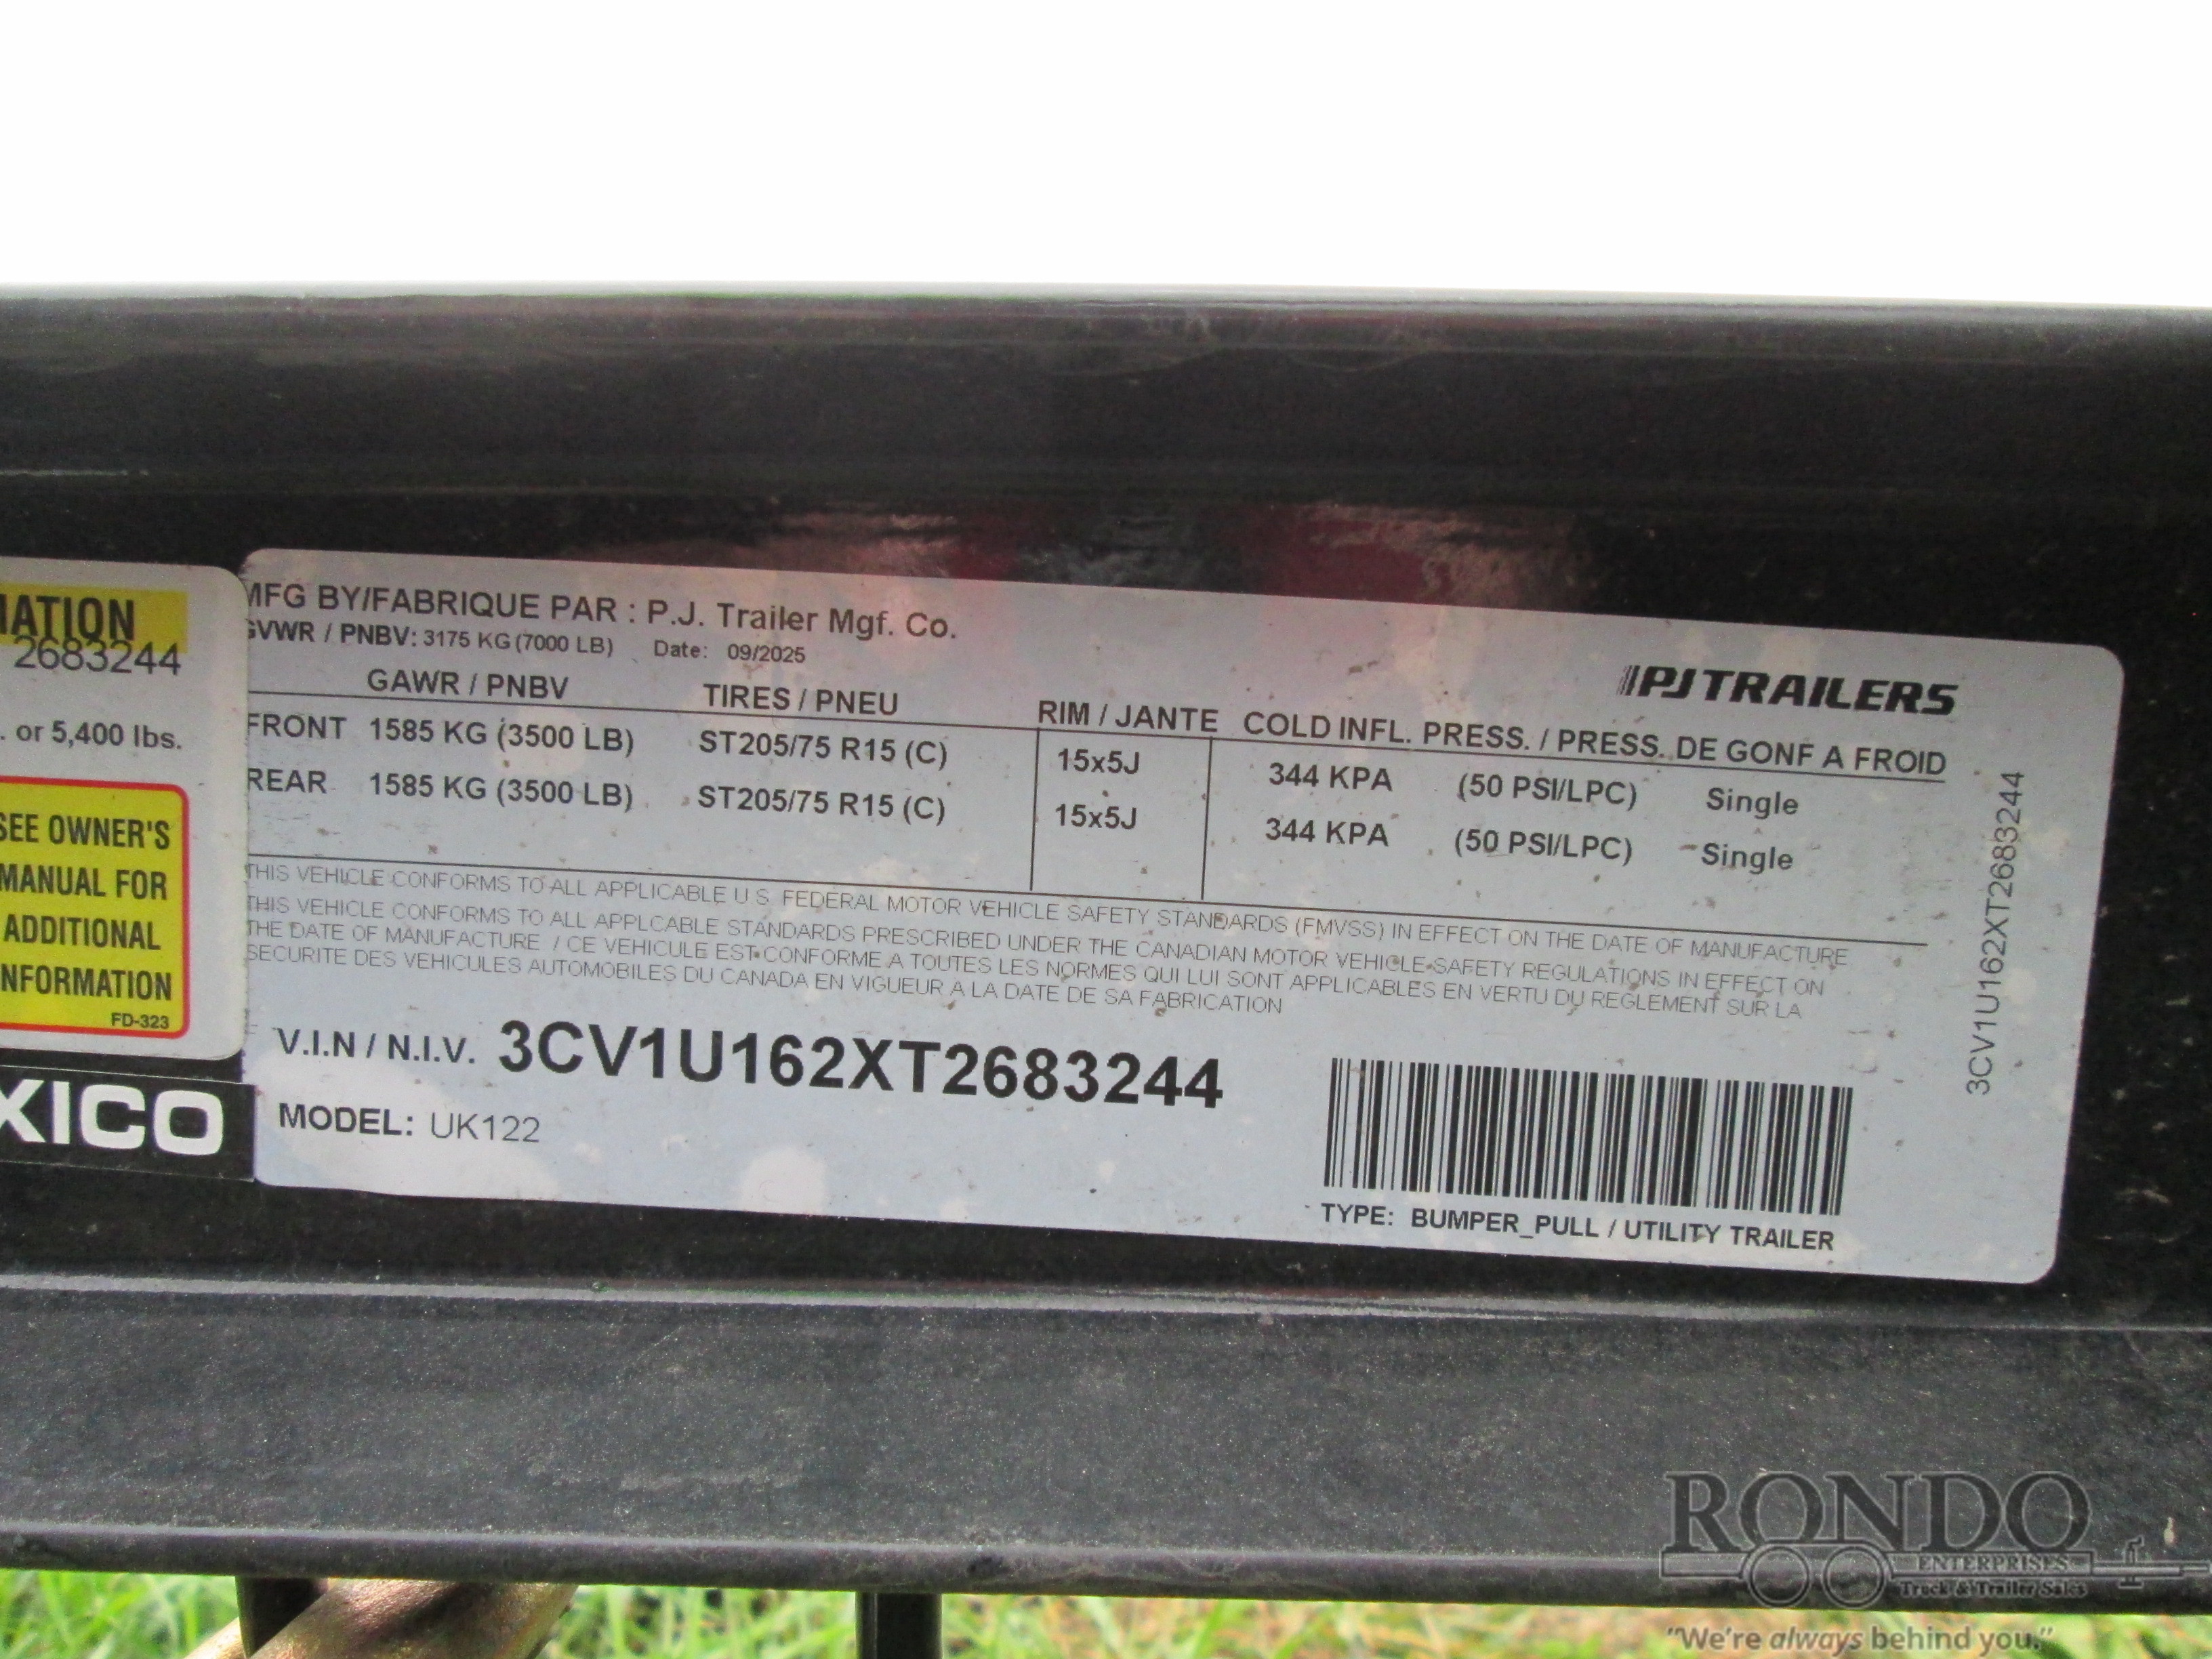 MATION
2683244
. or 5,400 lbs.
SEE OWNER'S
MANUAL FOR
ADDITIONAL
INFORMATION
FD-323
XICO
MFG BY/FABRIQUE PAR : P.J. Trailer Mgf. Co.
GVWR / PNBV: 3175 KG (7000 LB) Date: 09/2025
PJTRAILERS
GAWR / PNBV TIRES / PNEU RIM / JANTE COLD INFL. PRESS. / PRESS. DE GONF A FROID
FRONT 1585 KG (3500 LB) ST205/75 R15 (C) 15x5J 344 KPA (50 PSI/LPC) Single
REAR 1585 KG (3500 LB) ST205/75 R15 (C) 15x5J 344 KPA (50 PSI/LPC) Single
THIS VEHICLE CONFORMS TO ALL APPLICABLE U.S. FEDERAL MOTOR VEHICLE SAFETY STANDARDS (FMVSS) IN EFFECT ON THE DATE OF MANUFACTURE
THIS VEHICLE CONFORMS TO ALL APPLCABLE STANDARDS PRESCRIBED UNDER THE CANADIAN MOTOR VEHICLE SAFETY REGULATIONS IN EFFECT ON
THE DATE OF MANUFACTURE / CE VEHICULE EST CONFORME A TOUTES LES NORMES QUI LUI SONT APPLICABLES EN VERTU DU REGLEMENT SUR LA
SECURITE DES VEHICULES AUTOMOBILES DU CANADA EN VIGUEUR A LA DATE DE SA FABRICATION
V.I.N / N.I.V. 3CV1U162XT2683244
MODEL: UK122
TYPE: BUMPER_PULL / UTILITY TRAILER
3CV1U162XT2683244
RONDO
ENTERPRISES
Truck & Trailer Sales
"We're always behind you."